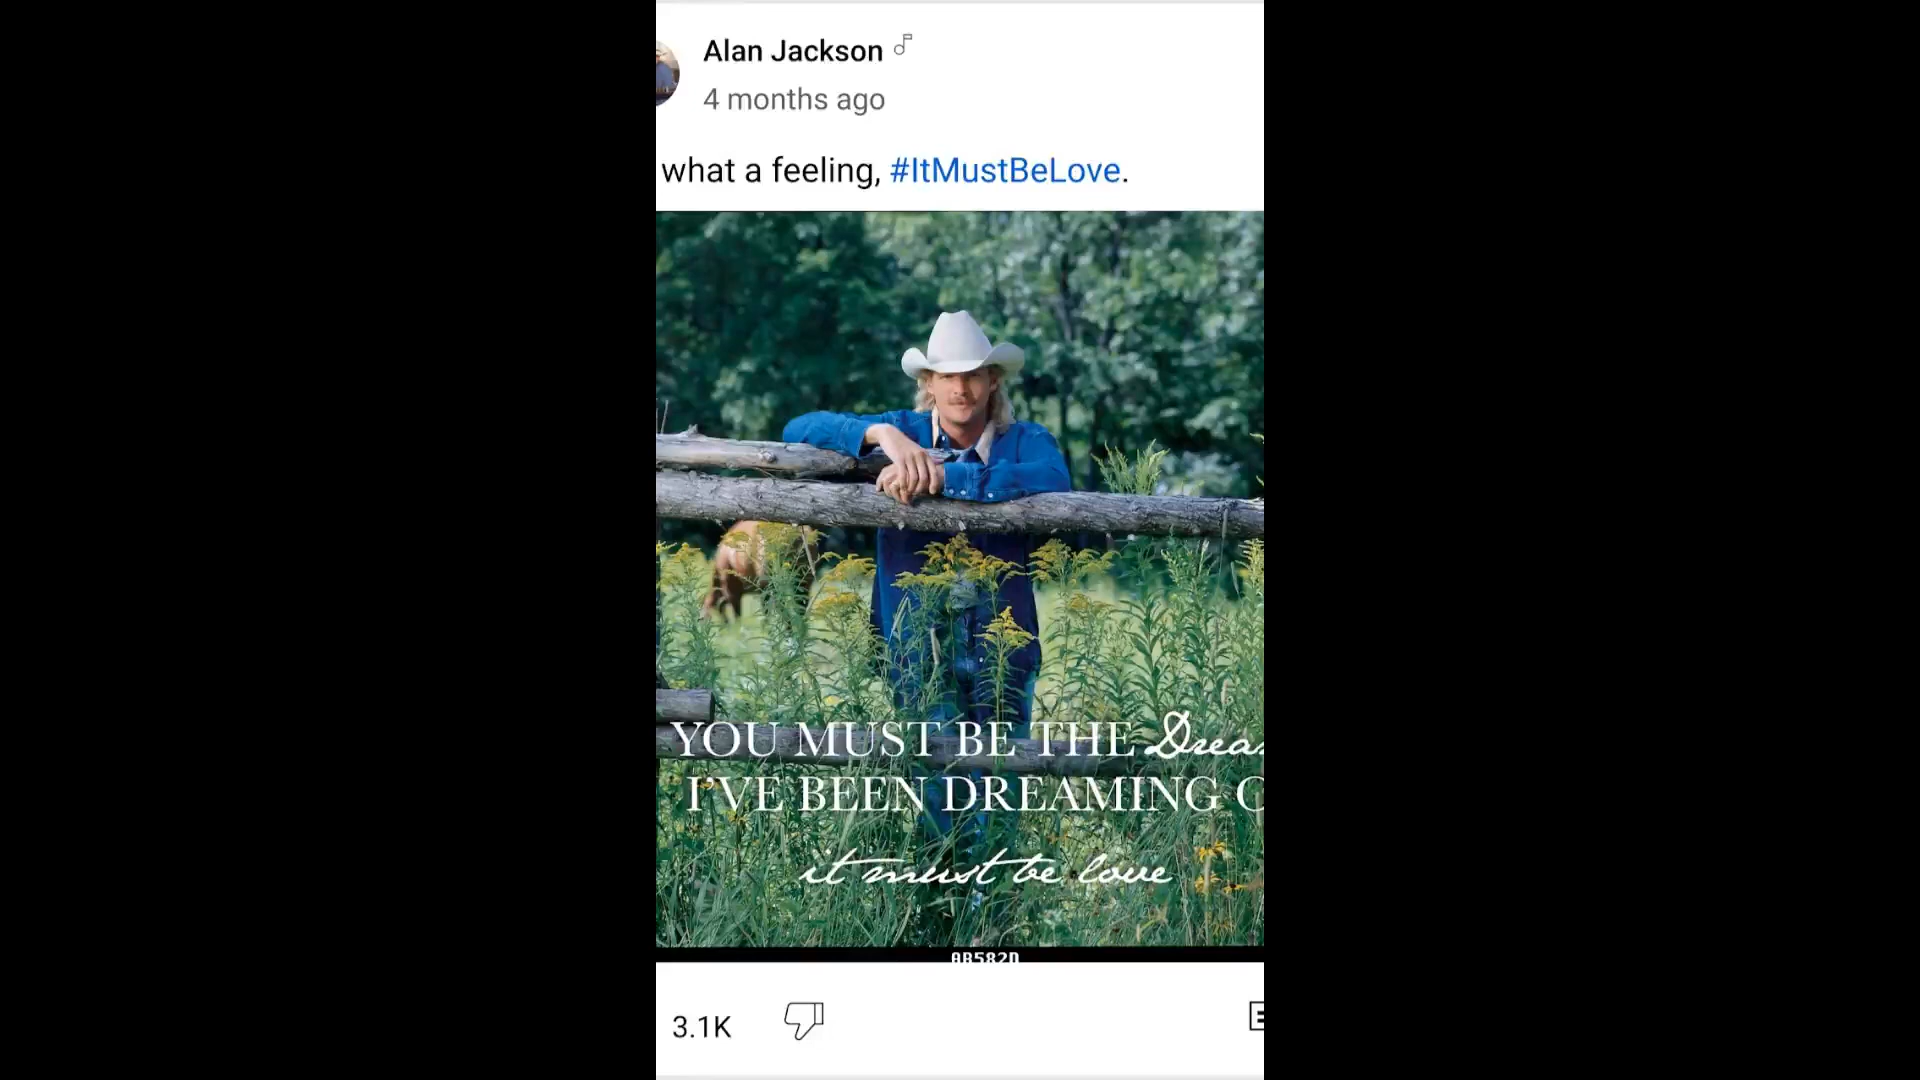 Alan Jackson
4 months ago
what a feeling, #ItMustBeLove.
YOU MUST BE THE
I'VE BEEN DREAMING
it must be love
AR582D
3.1K